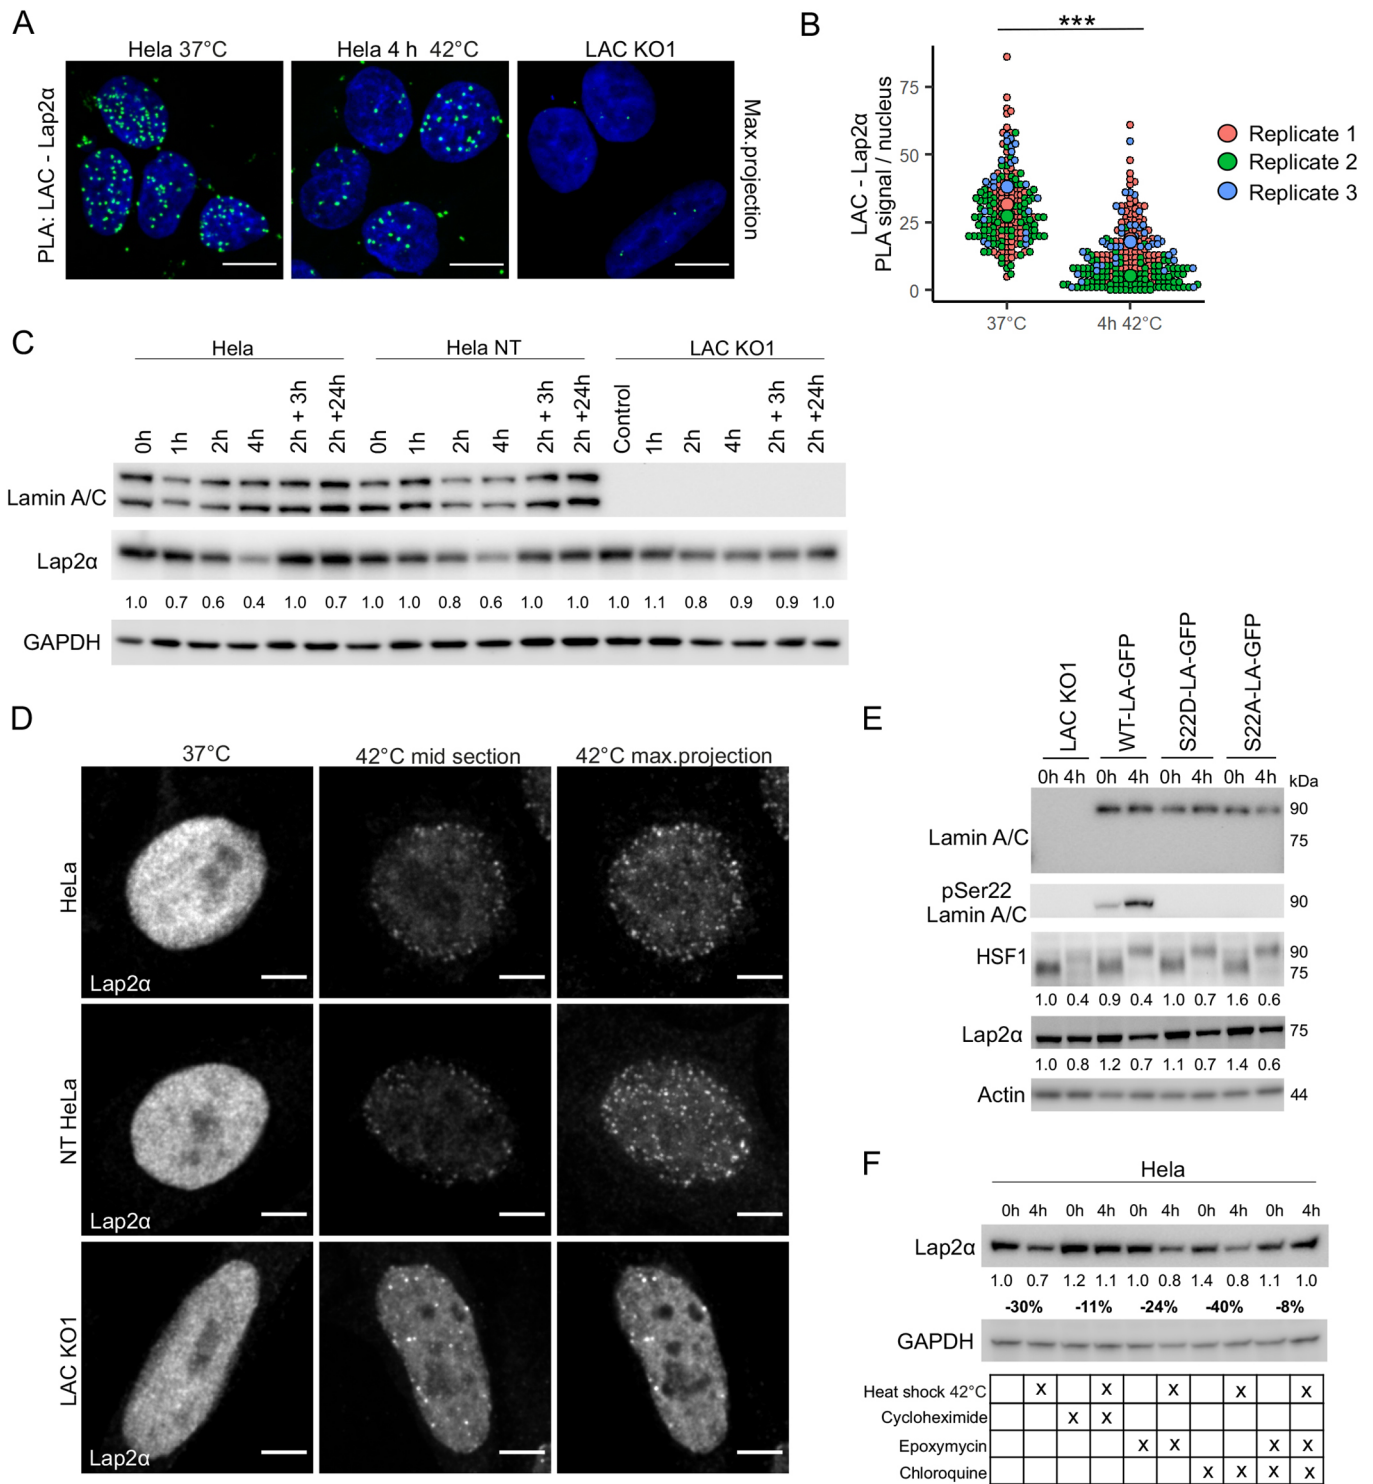 A
Hela 37°C
Hela 4 h 42°C
LAC KO1
PLA: LAC - Lap2α
Max.projection
B
***
LAC - Lap2α
PLA signal / nucleus
75
50
25
0
37°C
4h 42°C
Replicate 1
Replicate 2
Replicate 3
C
Hela
Hela NT
LAC KO1
0h 1h 2h 4h 2h + 3h 2h +24h 0h 1h 2h 4h 2h + 3h 2h +24h Control 1h 2h 4h 2h + 3h 2h +24h
Lamin A/C
Lap2α
1.0 0.7 0.6 0.4 1.0 0.7 1.0 1.0 0.8 0.6 1.0 1.0 1.0 1.1 0.8 0.9 0.9 1.0
GAPDH
D
37°C
42°C mid section
42°C max.projection
HeLa
Lap2α
NT HeLa
Lap2α
LAC KO1
Lap2α
E
LAC KO1
WT-LA-GFP
S22D-LA-GFP
S22A-LA-GFP
0h 4h 0h 4h 0h 4h 0h 4h
kDa
Lamin A/C
90
75
pSer22
Lamin A/C
90
HSF1
90
75
1.0 0.4 0.9 0.4 1.0 0.7 1.6 0.6
Lap2α
75
1.0 0.8 1.2 0.7 1.1 0.7 1.4 0.6
Actin
44
F
Hela
0h 4h 0h 4h 0h 4h 0h 4h 0h 4h
Lap2α
1.0 0.7 1.2 1.1 1.0 0.8 1.4 0.8 1.1 1.0
-30% -11% -24% -40% -8%
GAPDH
Heat shock 42°C x x x x x
Cycloheximide x x
Epoxymycin x x x x
Chloroquine x x x x